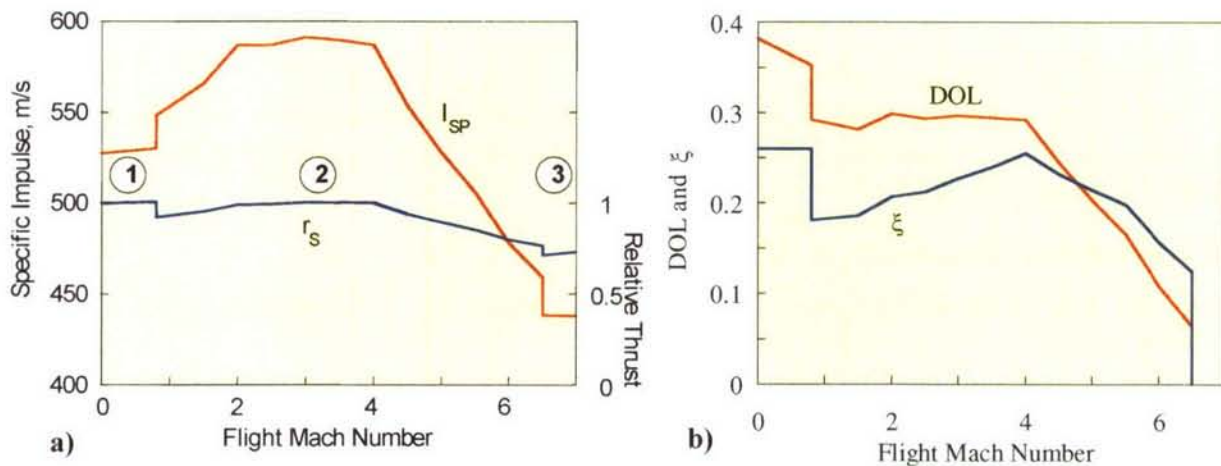 600
550
500
450
400
Specific Impulse, m/s
I_SP
1
2
3
r_S
1
0.5
0
Relative Thrust
0
2
4
6
Flight Mach Number
a)
0.4
0.3
0.2
0.1
0
DOL and ξ
DOL
ξ
0
2
4
6
Flight Mach Number
b)